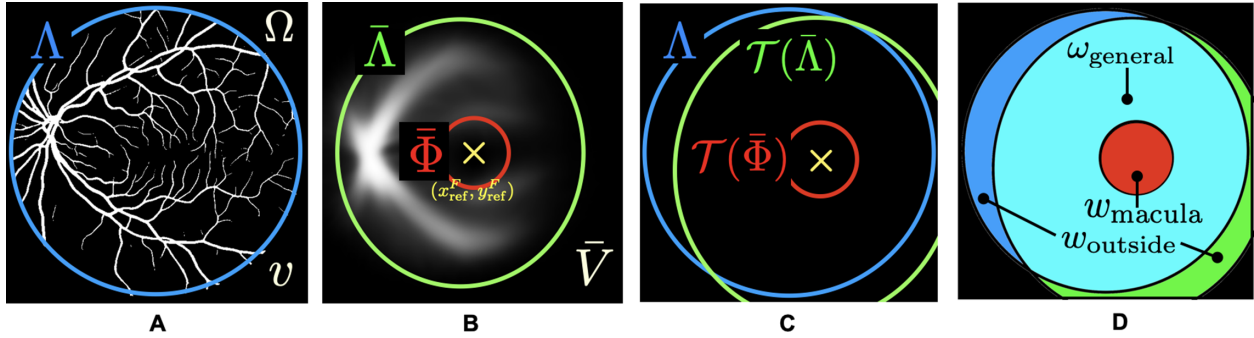 Λ
Ω
υ
A
Λ̄
Φ̄
(x^F_ref, y^F_ref)
V̄
B
Λ
𝒯(Λ̄)
𝒯(Φ̄)
C
ω_general
w_macula
w_outside
D